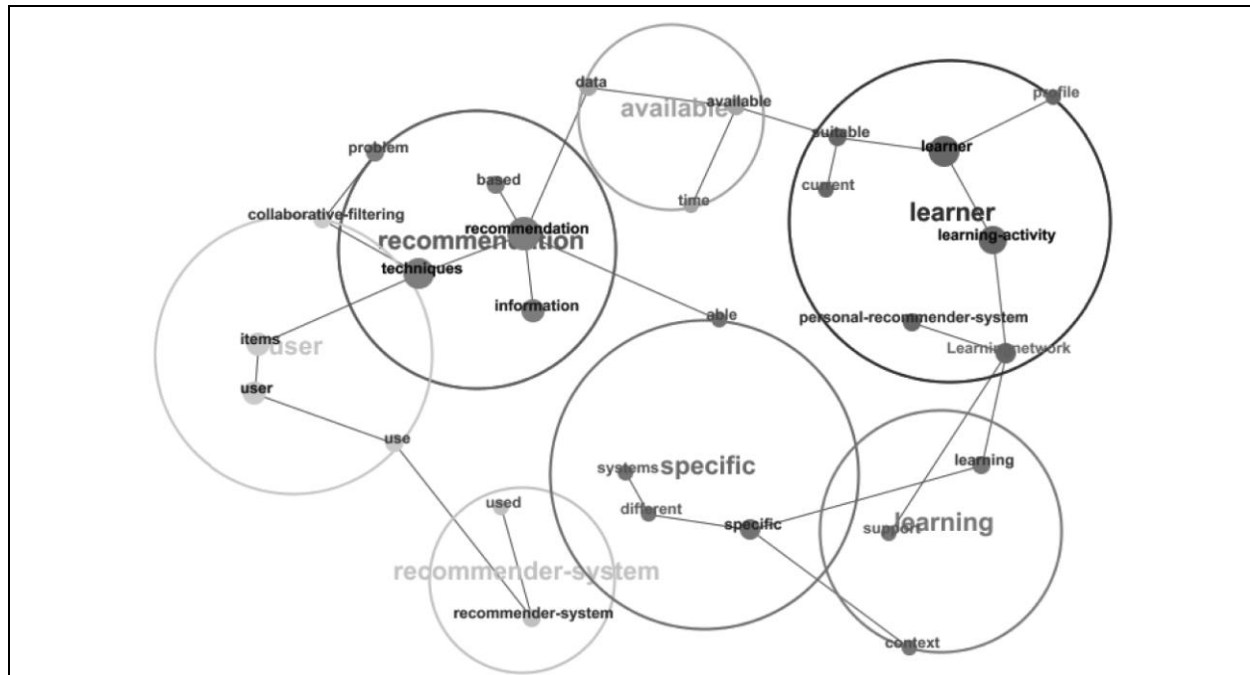 data
available
available
profile
suitable
learner
problem
based
current
time
collaborative-filtering
recommendation
recommendation
learner
learning-activity
techniques
information
able
personal-recommender-system
Learning network
items
user
user
use
systems
specific
learning
different
specific
support
learning
used
recommender-system
recommender-system
context